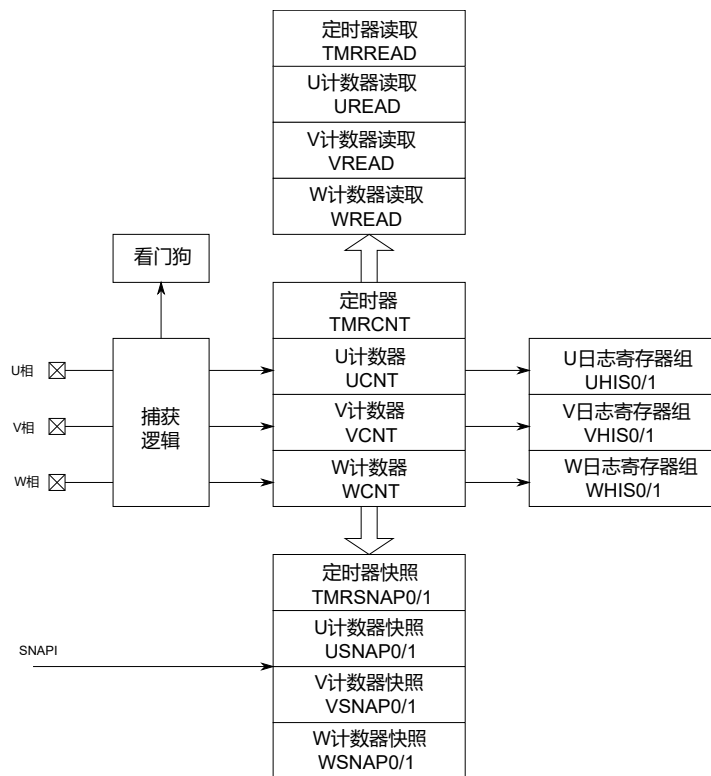 定时器读取
TMRREAD
U计数器读取
UREAD
V计数器读取
VREAD
W计数器读取
WREAD
看门狗
定时器
TMRCNT
U相
V相
W相
捕获
逻辑
U计数器
UCNT
V计数器
VCNT
W计数器
WCNT
U日志寄存器组
UHIS0/1
V日志寄存器组
VHIS0/1
W日志寄存器组
WHIS0/1
定时器快照
TMRSNAP0/1
U计数器快照
USNAP0/1
SNAPI
V计数器快照
VSNAP0/1
W计数器快照
WSNAP0/1